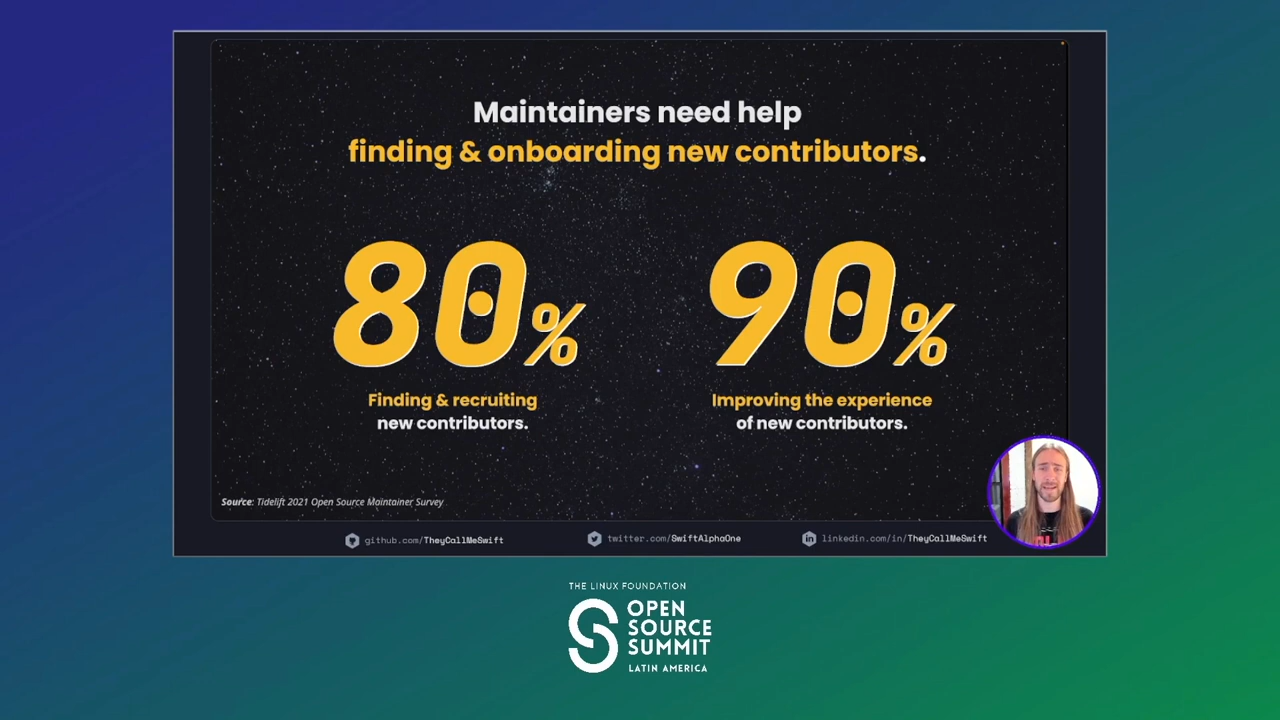 Maintainers need help
finding & onboarding new contributors.
80%
90%
Finding & recruiting
new contributors.
Improving the experience
of new contributors.
Source: Tidelift 2021 Open Source Maintainer Survey
github.com/TheyCallMeSwift
twitter.com/SwiftAlphaOne
linkedin.com/in/TheyCallMeSwift
THE LINUX FOUNDATION
OPEN
SOURCE
SUMMIT
LATIN AMERICA